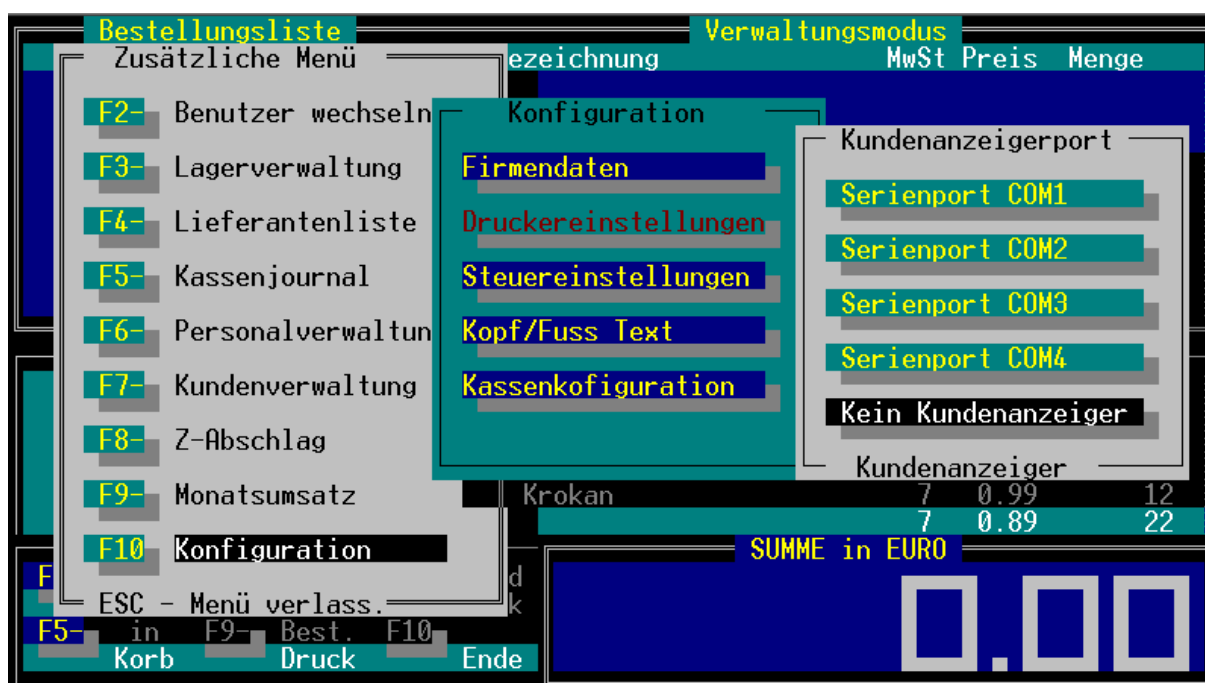 Bestellungsliste Verwaltungsmodus
Zusätzliche Menü ezeichnung MwSt Preis Menge
F2- Benutzer wechseln Konfiguration
Kundenanzeigerport
F3- Lagerverwaltung Firmendaten
Serienport COM1
F4- Lieferantenliste Druckereinstellungen
Serienport COM2
F5- Kassenjournal Steuereinstellungen
Serienport COM3
F6- Personalverwaltun Kopf/Fuss Text
Serienport COM4
F7- Kundenverwaltung Kassenkofiguration
Kein Kundenanzeiger
F8- Z-Abschlag
Kundenanzeiger
F9- Monatsumsatz Krokan 7 0.99 12
7 0.89 22
F10 Konfiguration SUMME in EURO
F d
ESC - Menü verlass. k
F5- in F9- Best. F10
Korb Druck Ende
0.00